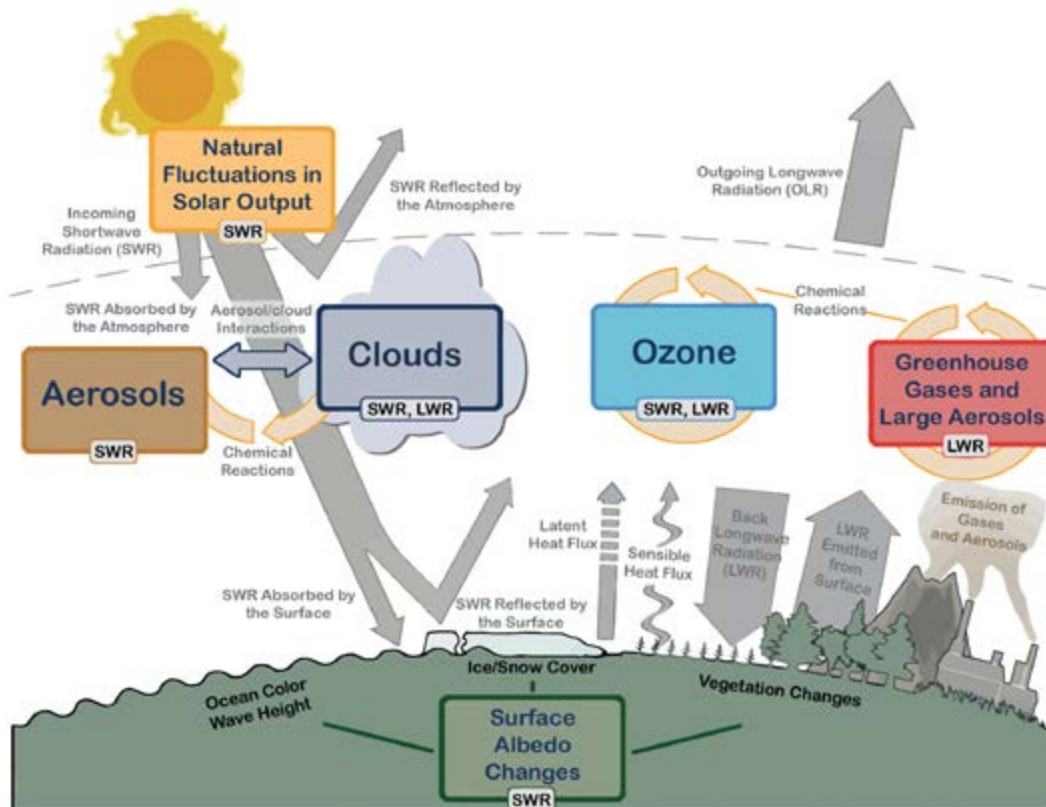 Natural
Fluctuations in
Solar Output
SWR
Incoming
Shortwave
Radiation (SWR)
SWR Reflected by
the Atmosphere
Outgoing Longwave
Radiation (OLR)
SWR Absorbed by
the Atmosphere
Aerosol/cloud
Interactions
Chemical
Reactions
Aerosols
SWR
Clouds
SWR, LWR
Ozone
SWR, LWR
Greenhouse
Gases and
Large Aerosols
LWR
Chemical
Reactions
SWR Absorbed by
the Surface
SWR Reflected by
the Surface
Latent
Heat Flux
Sensible
Heat Flux
Back
Longwave
Radiation
(LWR)
LWR
Emitted
from
Surface
Emission of
Gases
and Aerosols
Ocean Color
Wave Height
Ice/Snow Cover
Vegetation Changes
Surface
Albedo
Changes
SWR